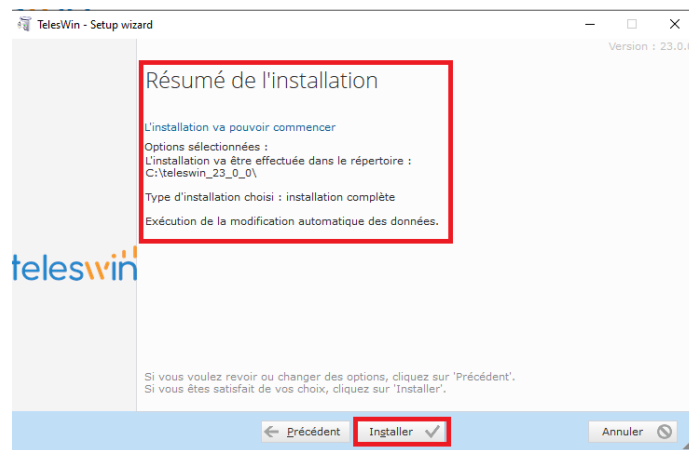 TelesWin - Setup wizard
Version : 23.0.
Résumé de l'installation
L'installation va pouvoir commencer
Options sélectionnées :
L'installation va être effectuée dans le répertoire :
C:\teleswin_23_0_0\
Type d'installation choisi : installation complète
Exécution de la modification automatique des données.
teleswin
Si vous voulez revoir ou changer des options, cliquez sur 'Précédent'.
Si vous êtes satisfait de vos choix, cliquez sur 'Installer'.
Précédent
Installer
Annuler